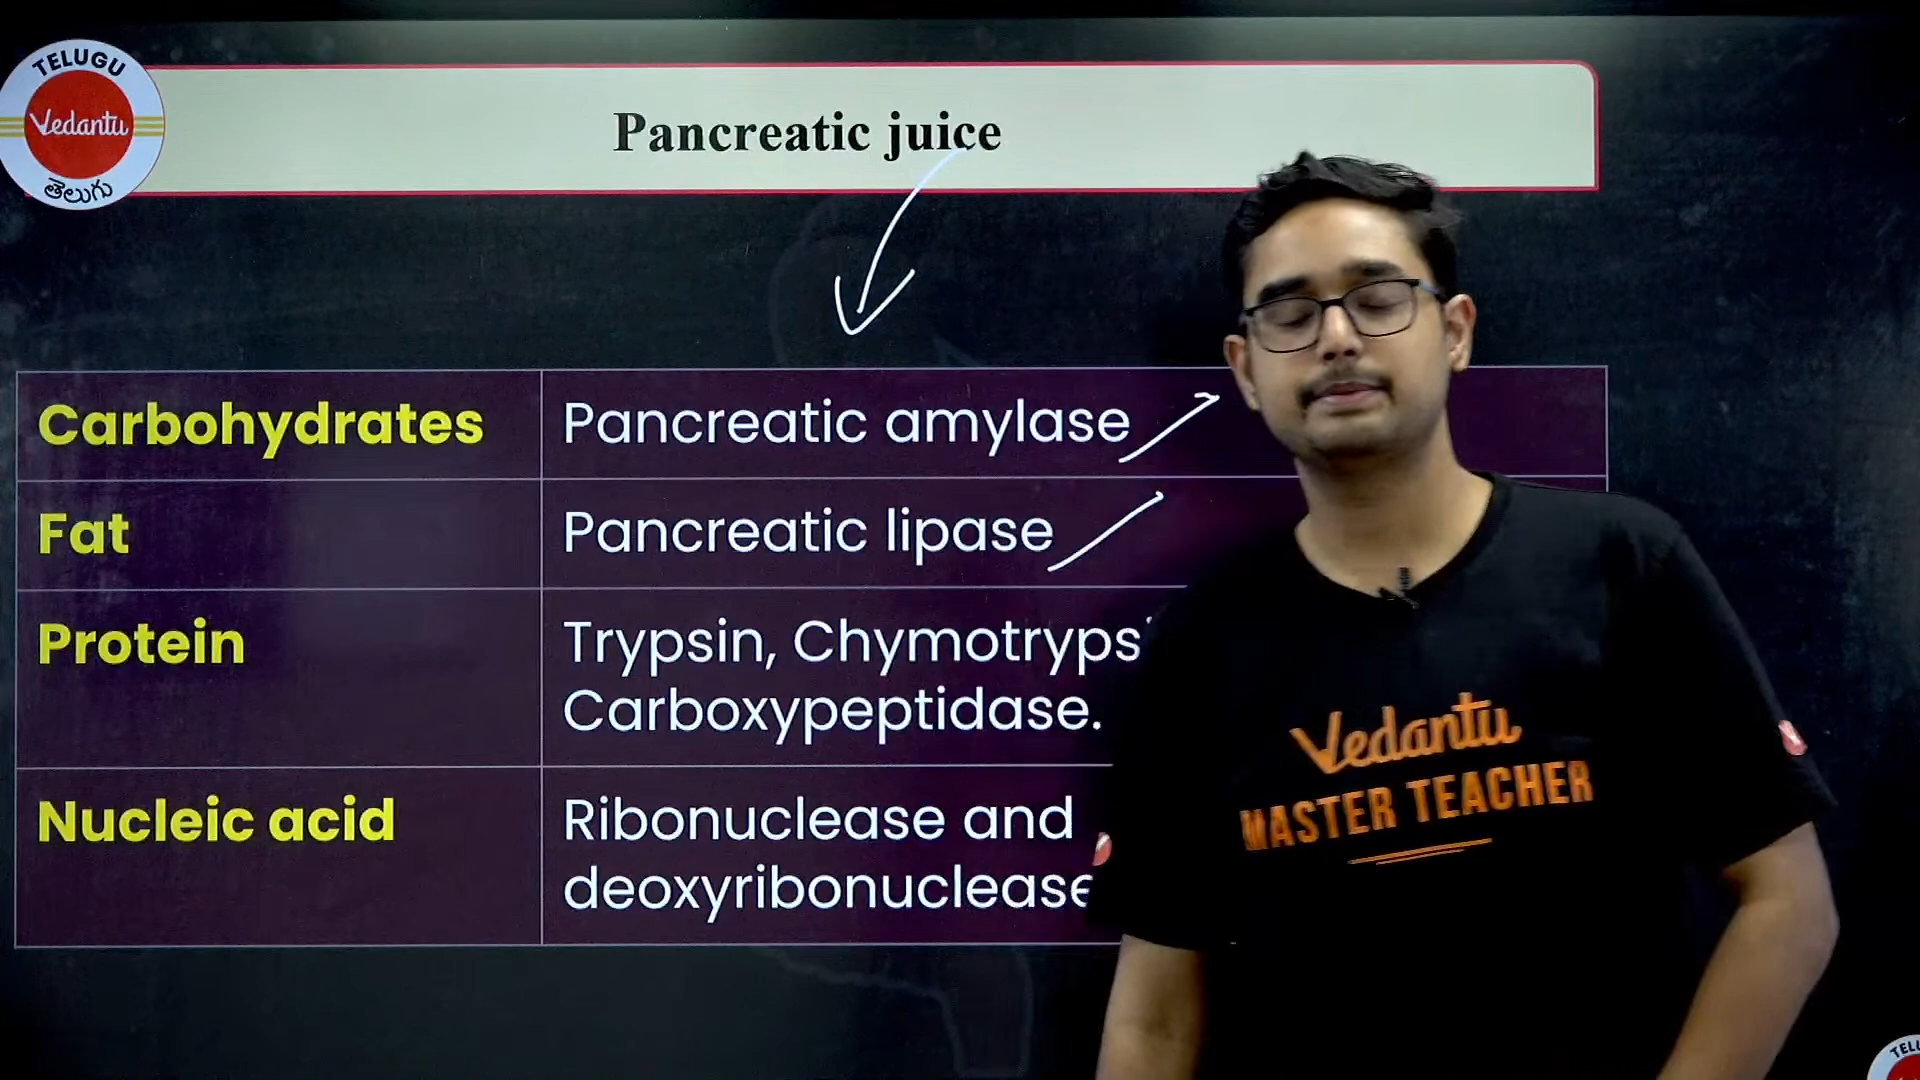 TELUGU
Vedantu
తెలుగు
Pancreatic juice
Carbohydrates
Pancreatic amylase
Fat
Pancreatic lipase
Protein
Trypsin,
Carboxypeptidase.
Nucleic acid
Ribonuclease and
deoxyribonuclease
Vedantu
MASTER TEACHER